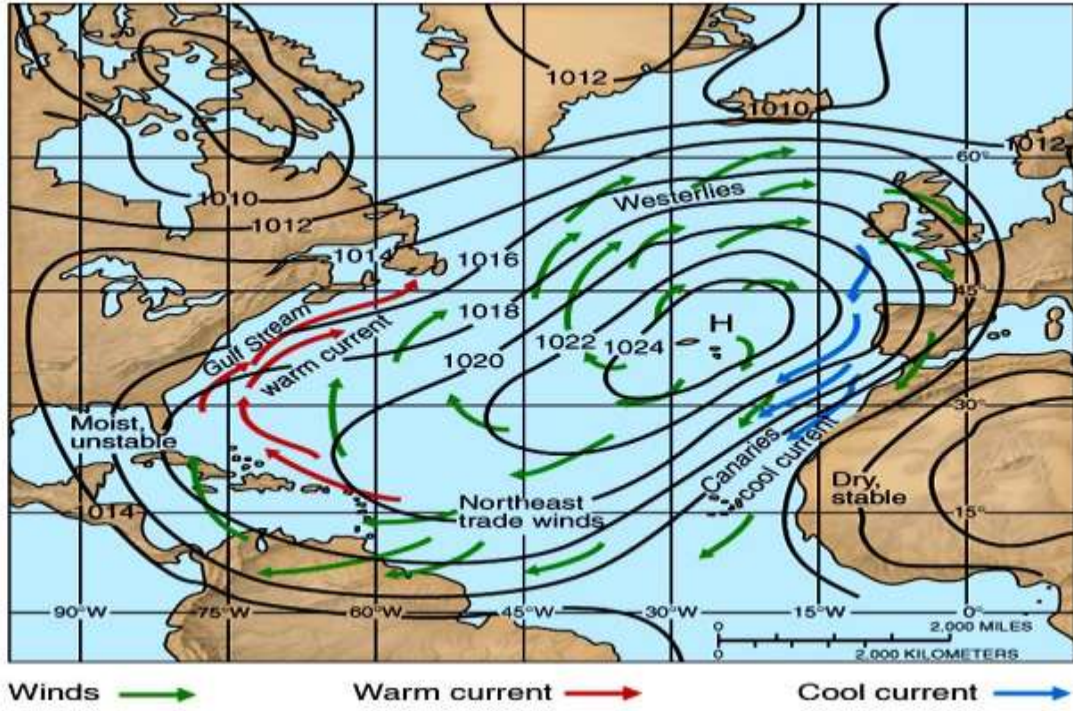 1012
1010
1012
60°
1010
1012
Westerlies
1014
1016
45°
1018
Gulf Stream
warm current
1020
1022
1024
H
30°
Moist,
unstable
Canaries
cool current
Dry,
stable
Northeast
trade winds
1014
15°
90°W
75°W
60°W
45°W
30°W
15°W
0°
0
2,000 MILES
0
2,000 KILOMETERS
Winds
Warm current
Cool current